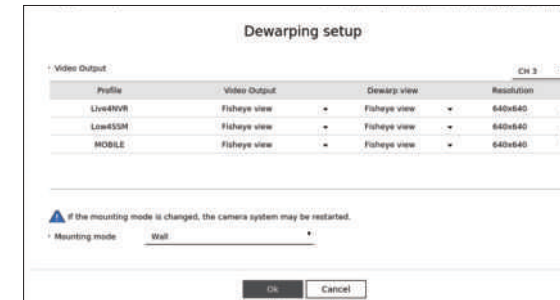 Dewarping setup
Video Output
CH 3
Profile Video Output Dewarp view Resolution
Live4NVR Fisheye view Fisheye view 640x640
Low4SSM Fisheye view Fisheye view 640x640
MOBILE Fisheye view Fisheye view 640x640
If the mounting mode is changed, the camera system may be restarted.
Mounting mode Wall
Ok Cancel